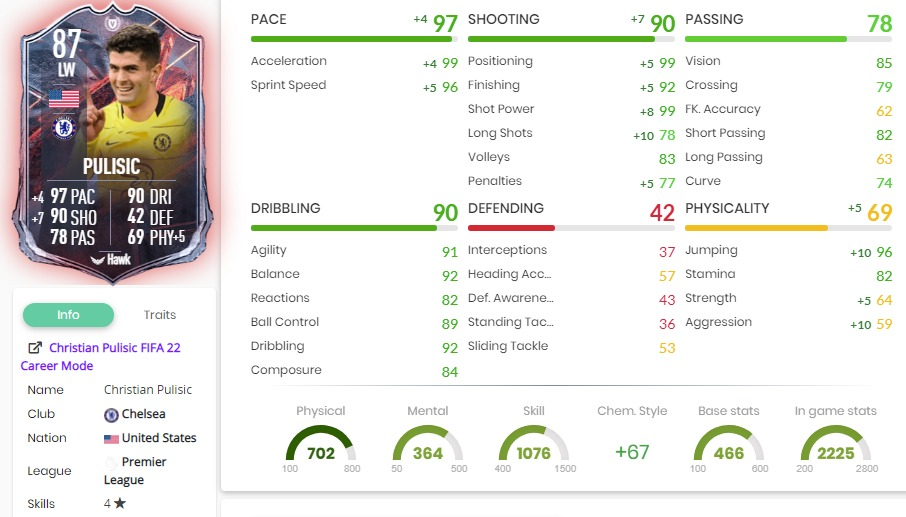 87
LW
PULISIC
+4 97 PAC 90 DRI
+7 90 SHO 42 DEF
78 PAS 69 PHY+5
Hawk
Info Traits
Christian Pulisic FIFA 22
Career Mode
Name Christian Pulisic
Club Chelsea
Nation United States
League Premier
League
Skills 4★
PACE +4 97
Acceleration +4 99
Sprint Speed +5 96
SHOOTING +7 90
Positioning +5 99
Finishing +5 92
Shot Power +8 99
Long Shots +10 78
Volleys 83
Penalties +5 77
PASSING 78
Vision 85
Crossing 79
FK. Accuracy 62
Short Passing 82
Long Passing 63
Curve 74
DRIBBLING 90
Agility 91
Balance 92
Reactions 82
Ball Control 89
Dribbling 92
Composure 84
DEFENDING 42
Interceptions 37
Heading Acc... 57
Def. Awarene... 43
Standing Tac... 36
Sliding Tackle 53
PHYSICALITY +5 69
Jumping +10 96
Stamina 82
Strength +5 64
Aggression +10 59
Physical
702
100 800
Mental
364
50 500
Skill
1076
400 1500
Chem. Style
+67
Base stats
466
100 600
In game stats
2225
200 2800